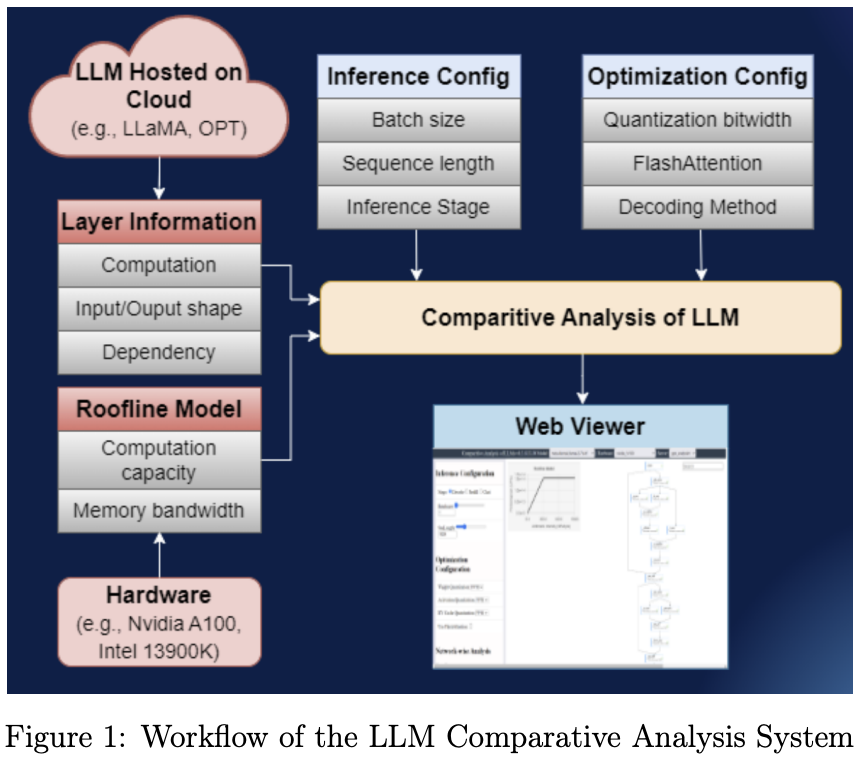 LLM Hosted on
Cloud
(e.g., LLaMA, OPT)
Inference Config
Batch size
Sequence length
Inference Stage
Optimization Config
Quantization bitwidth
FlashAttention
Decoding Method
Layer Information
Computation
Input/Ouput shape
Dependency
Comparitive Analysis of LLM
Roofline Model
Computation
capacity
Memory bandwidth
Hardware
(e.g., Nvidia A100,
Intel 13900K)
Web Viewer
Inference Configuration
Optimization
Configuration
Network-wise Analysis
Figure 1: Workflow of the LLM Comparative Analysis System